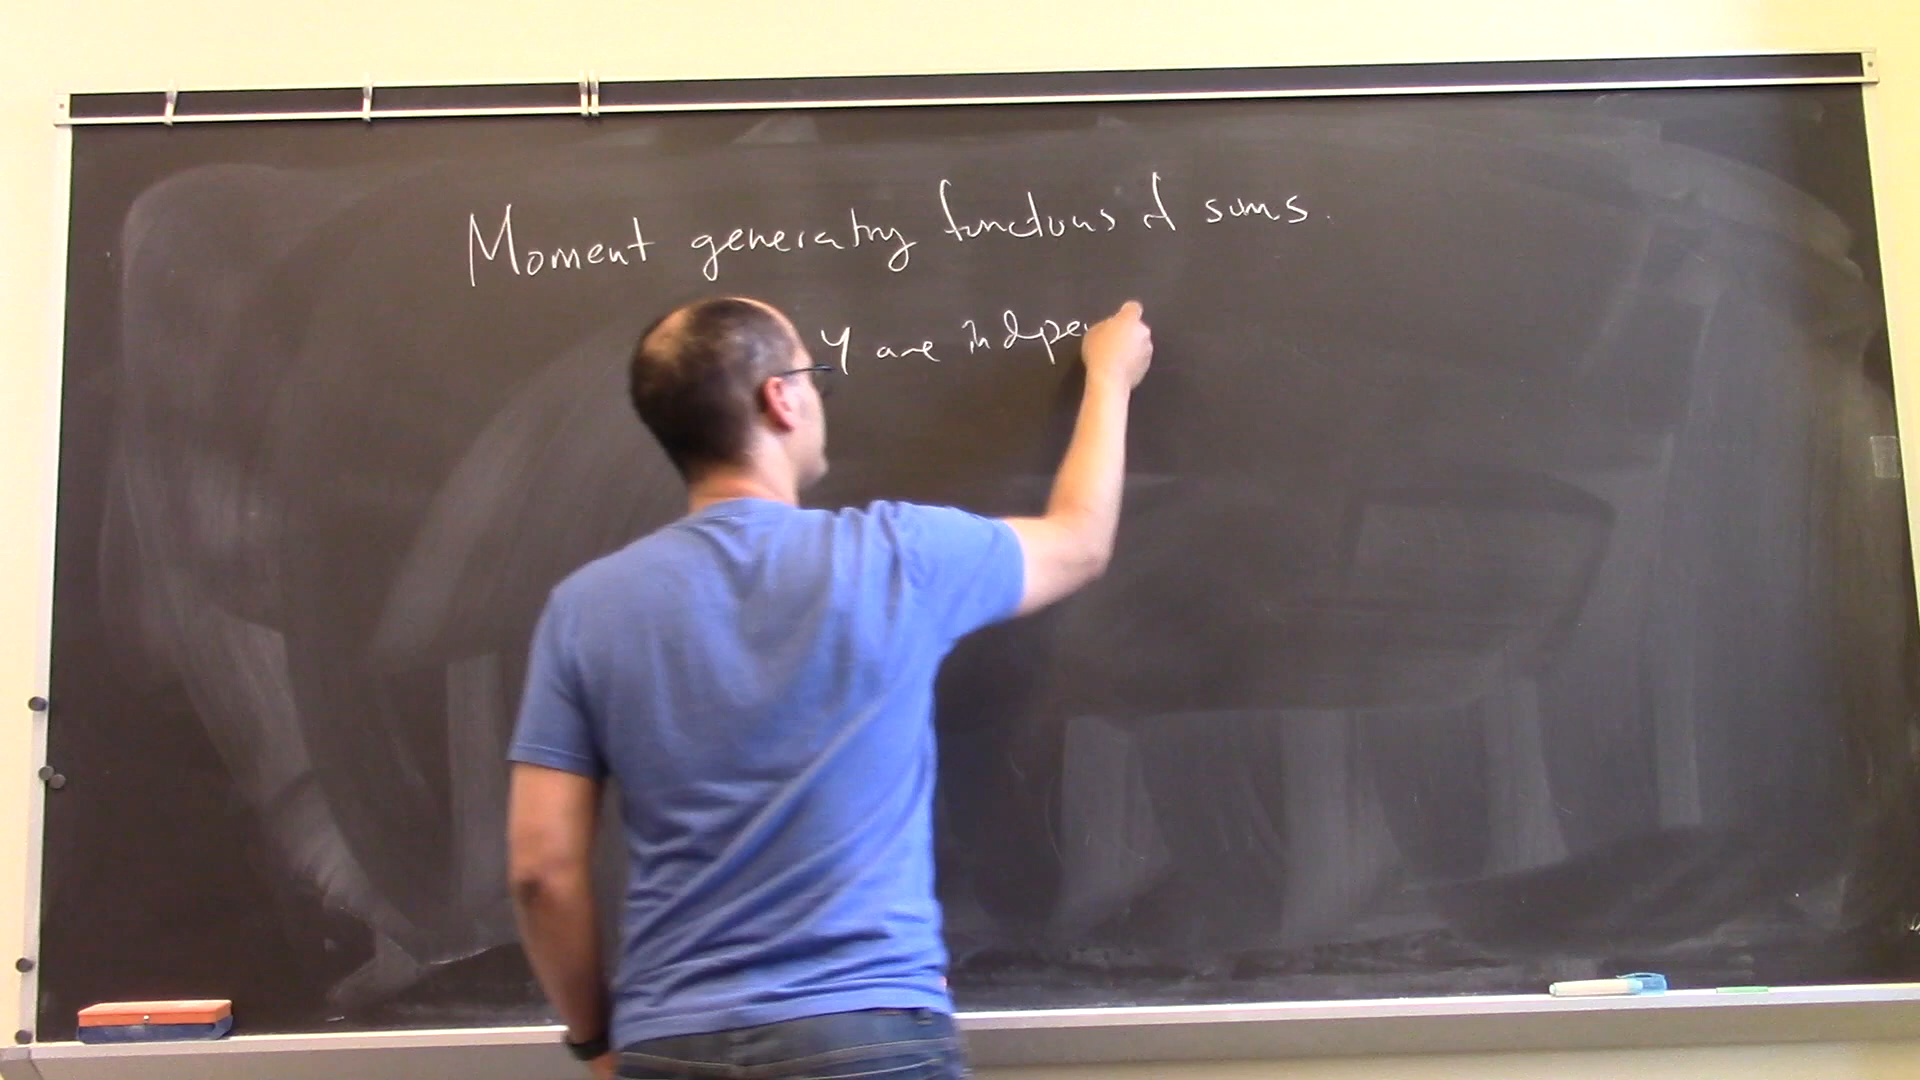 Moment generating functions of sums.
Y are indepe